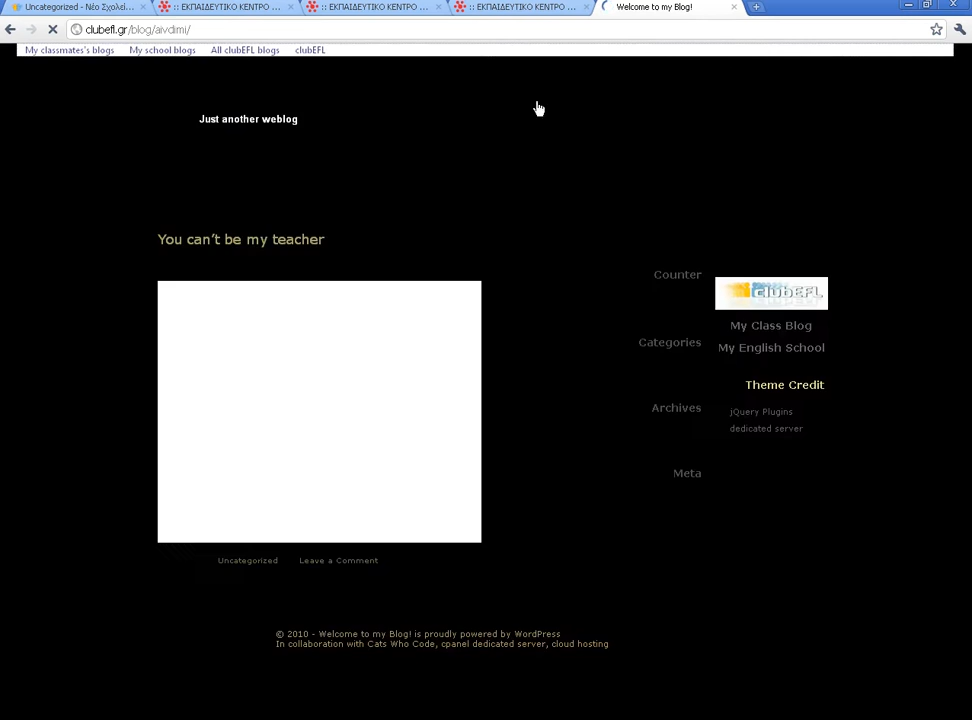 Uncategorized - Νέο Σχολεί...
:: ΕΚΠΑΙΔΕΥΤΙΚΟ ΚΕΝΤΡΟ ...
:: ΕΚΠΑΙΔΕΥΤΙΚΟ ΚΕΝΤΡΟ ...
:: ΕΚΠΑΙΔΕΥΤΙΚΟ ΚΕΝΤΡΟ ...
Welcome to my Blog!
clubefl.gr/blog/aivdimi/
My classmates's blogs My school blogs All clubEFL blogs clubEFL
Just another weblog
You can't be my teacher
Uncategorized Leave a Comment
Counter
Categories
Archives
Meta
clubEFL
My Class Blog
My English School
Theme Credit
jQuery Plugins
dedicated server
© 2010 - Welcome to my Blog! is proudly powered by WordPress
In collaboration with Cats Who Code, cpanel dedicated server, cloud hosting